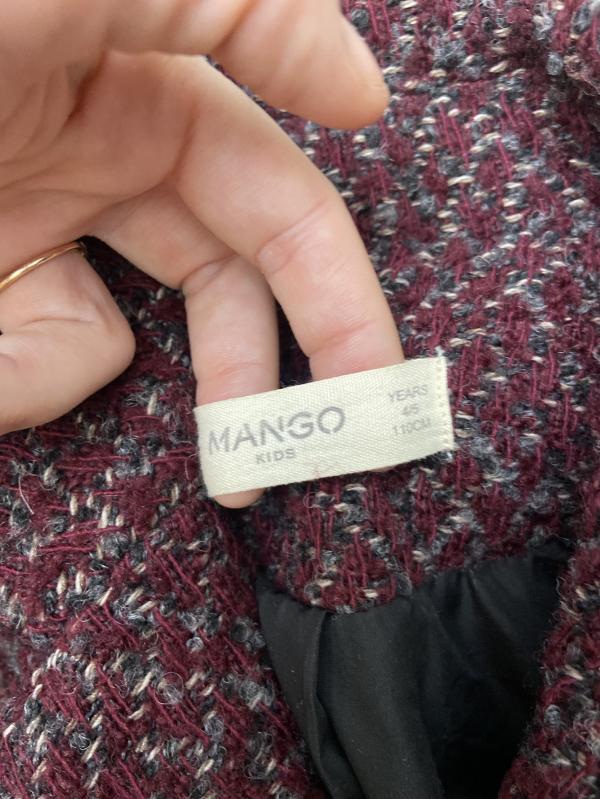 MANGO
KIDS
YEARS
4/5
110CM